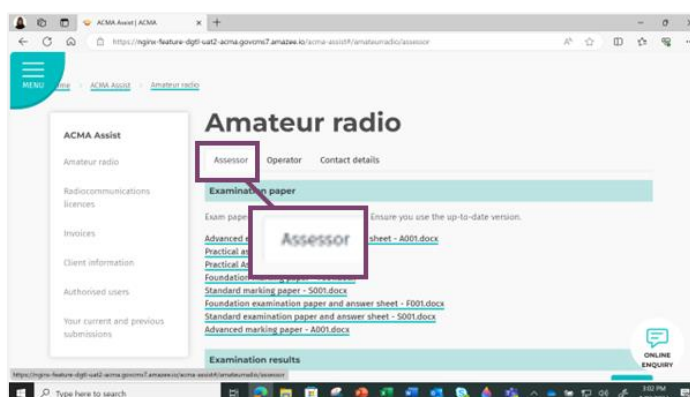 ACMA Assist | ACMA
https://nginx-feature-dgtl-uat2-acma.govcms7.amazee.io/acma-assist#/amateurradio/assessor
MENU
ome > ACMA Assist > Amateur radio
Amateur radio
ACMA Assist
Amateur radio
Radiocommunications
licences
Invoices
Client information
Authorised users
Your current and previous
submissions
Assessor Operator Contact details
Examination paper
Exam pape Ensure you use the up-to-date version.
Assessor
Advanced e sheet - A001.docx
Practical as
Practical As
Foundation
Standard marking paper - S001.docx
Foundation examination paper and answer sheet - F001.docx
Standard examination paper and answer sheet - S001.docx
Advanced marking paper - A001.docx
Examination results
ONLINE
ENQUIRY
https://nginx-feature-dgtl-uat2-acma.govcms7.amazee.io/acma-assist#/amateurradio/assessor
Type here to search
3:02 PM